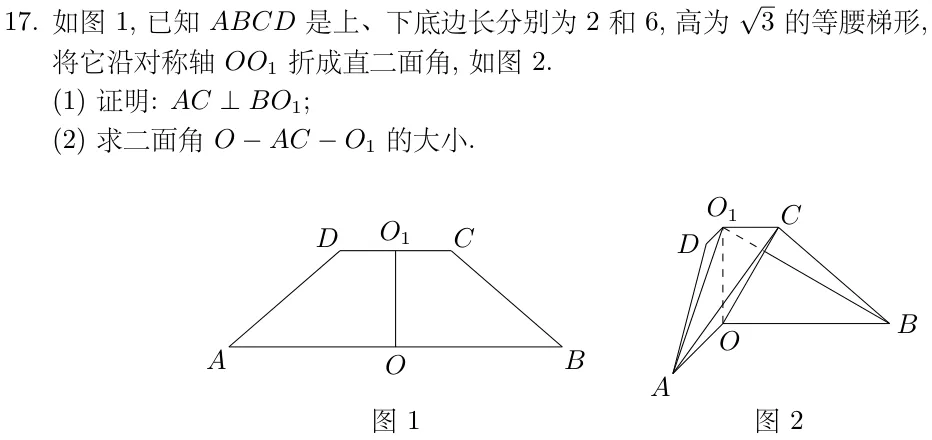 17. 如图 1, 已知 ABCD 是上、下底边长分别为 2 和 6, 高为 √3 的等腰梯形,
将它沿对称轴 OO₁ 折成直二面角, 如图 2.
(1) 证明: AC ⊥ BO₁;
(2) 求二面角 O − AC − O₁ 的大小.
D O₁ C
A O B
图 1
O₁ C
D
O B
A
图 2